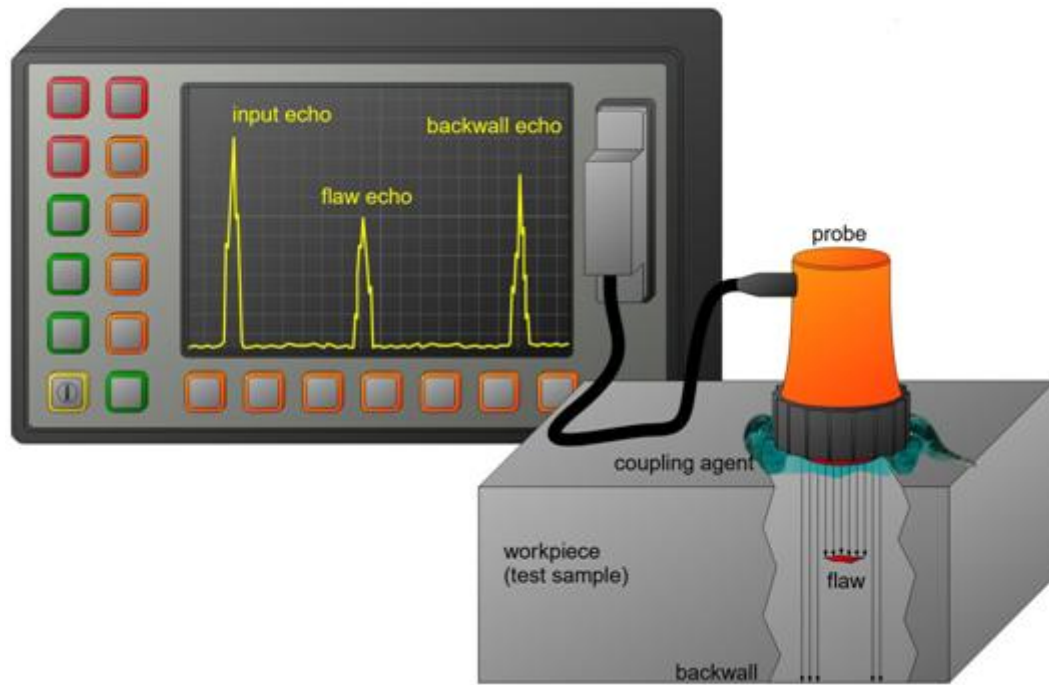 input echo
backwall echo
flaw echo
probe
coupling agent
workpiece
(test sample)
flaw
backwall